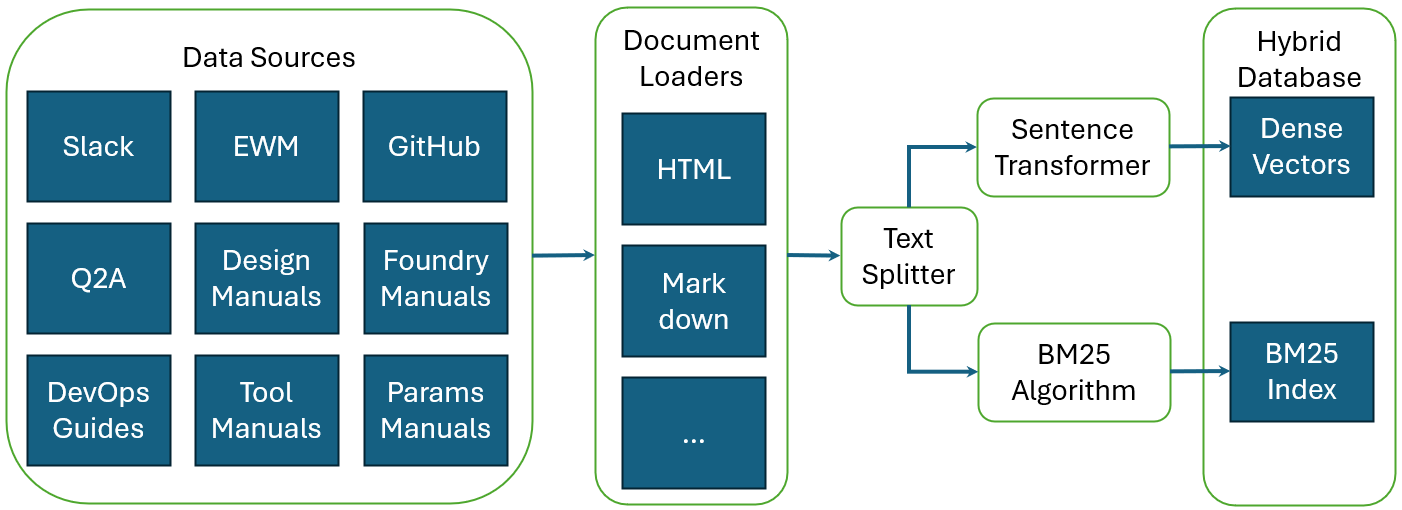 Data Sources
Slack
EWM
GitHub
Q2A
Design
Manuals
Foundry
Manuals
DevOps
Guides
Tool
Manuals
Params
Manuals
Document
Loaders
HTML
Mark
down
...
Text
Splitter
Sentence
Transformer
BM25
Algorithm
Hybrid
Database
Dense
Vectors
BM25
Index